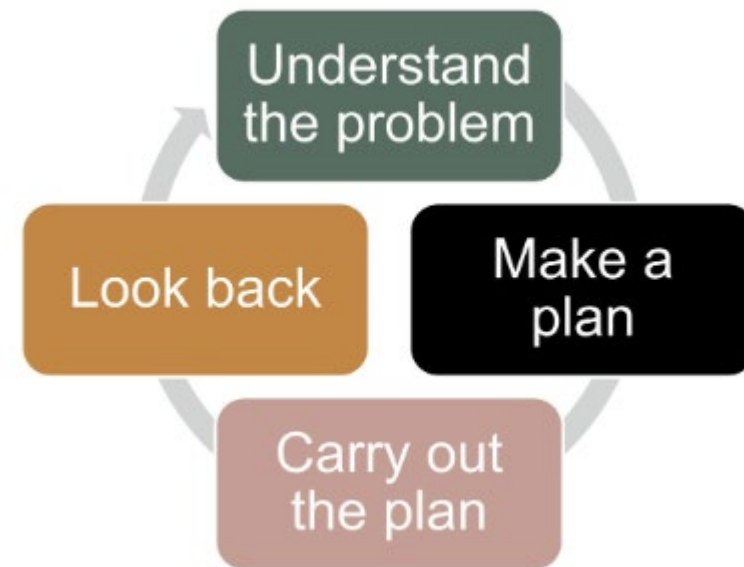 Understand
the problem
Make a
plan
Carry out
the plan
Look back